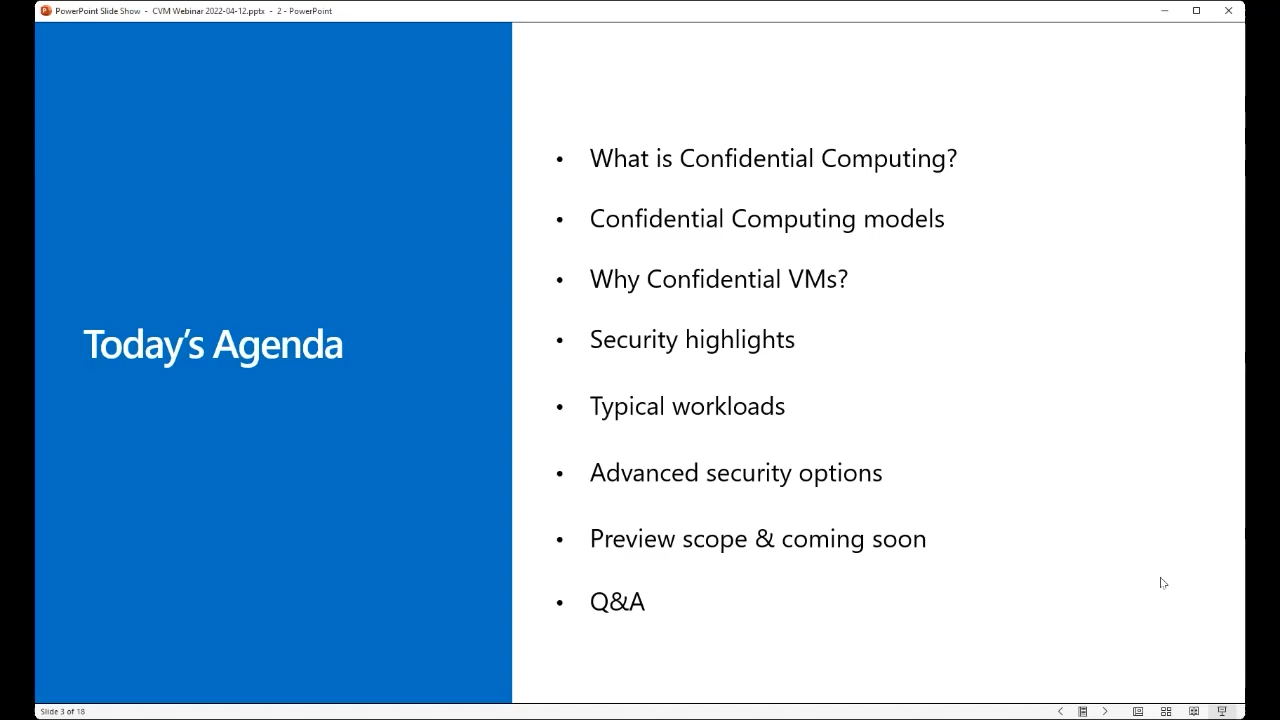 PowerPoint Slide Show - CVM Webinar 2022-04-12.pptx - 2 - PowerPoint
Today's Agenda
• What is Confidential Computing?
• Confidential Computing models
• Why Confidential VMs?
• Security highlights
• Typical workloads
• Advanced security options
• Preview scope & coming soon
• Q&A
Slide 3 of 18